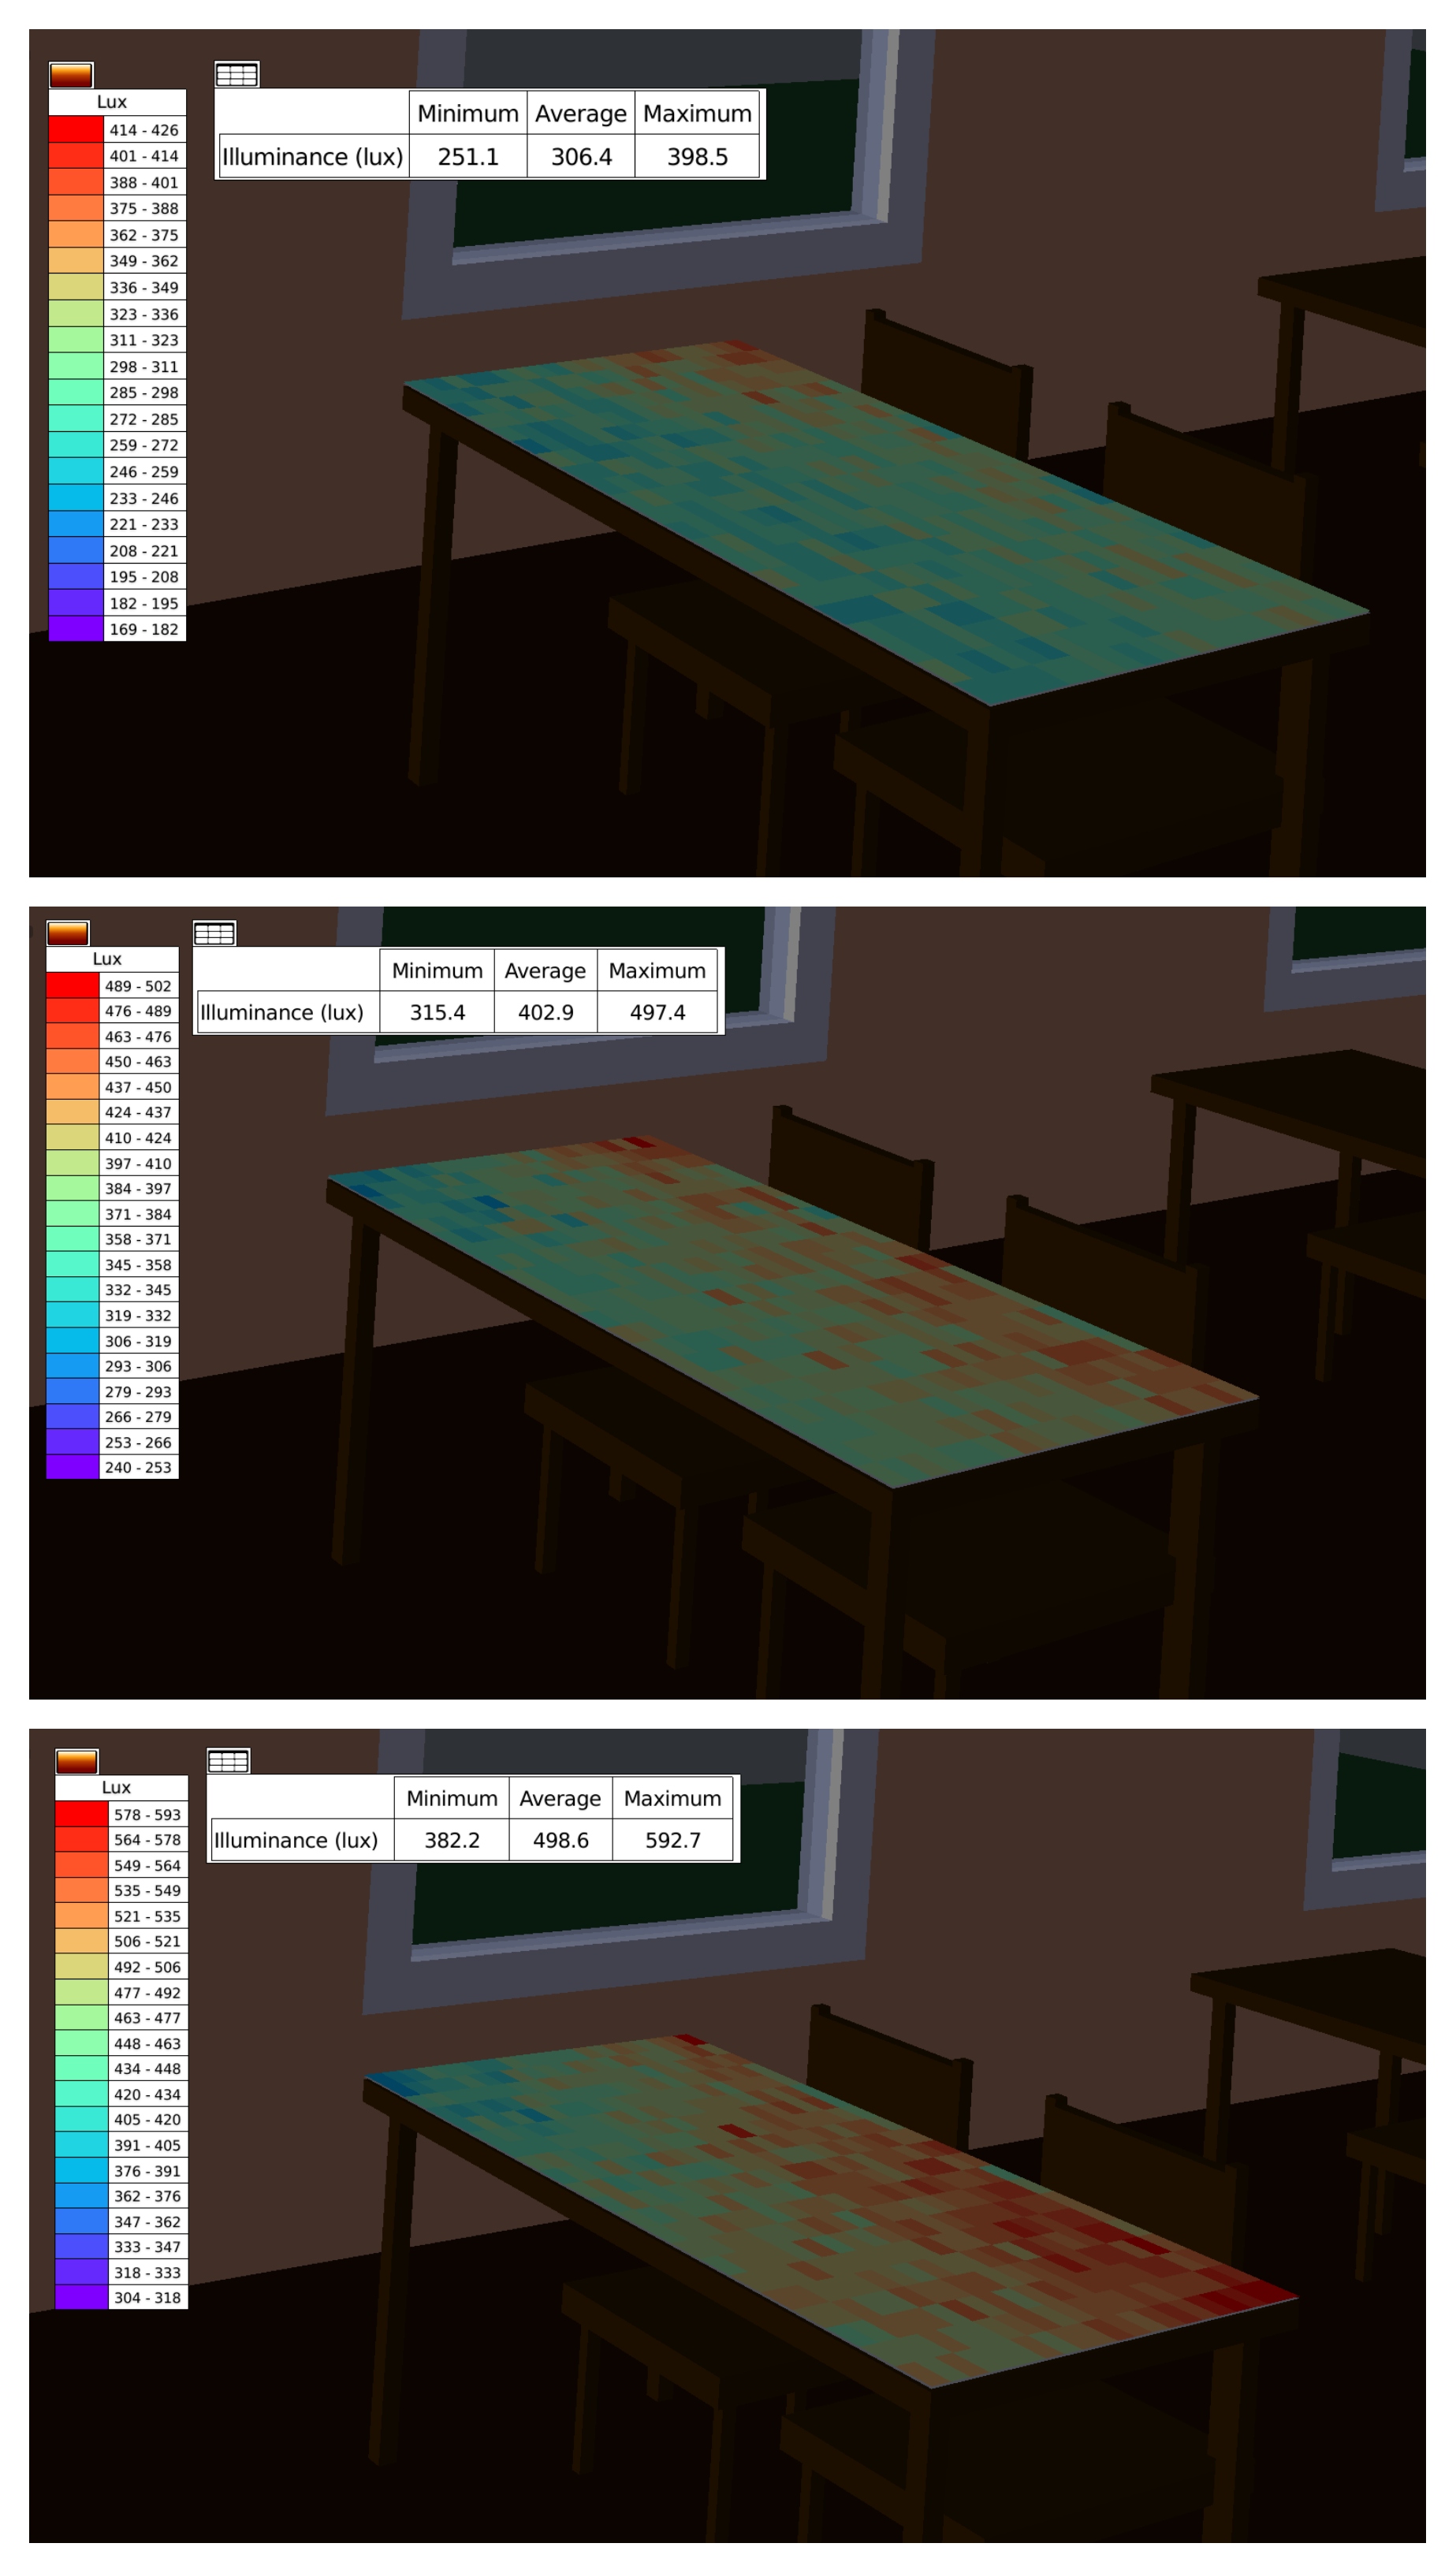 Lux
414 - 426
401 - 414
388 - 401
375 - 388
362 - 375
349 - 362
336 - 349
323 - 336
311 - 323
298 - 311
285 - 298
272 - 285
259 - 272
246 - 259
233 - 246
221 - 233
208 - 221
195 - 208
182 - 195
169 - 182
Minimum Average Maximum
Illuminance (lux) 251.1 306.4 398.5
Lux
489 - 502
476 - 489
463 - 476
450 - 463
437 - 450
424 - 437
410 - 424
397 - 410
384 - 397
371 - 384
358 - 371
345 - 358
332 - 345
319 - 332
306 - 319
293 - 306
279 - 293
266 - 279
253 - 266
240 - 253
Minimum Average Maximum
Illuminance (lux) 315.4 402.9 497.4
Lux
578 - 593
564 - 578
549 - 564
535 - 549
521 - 535
506 - 521
492 - 506
477 - 492
463 - 477
448 - 463
434 - 448
420 - 434
405 - 420
391 - 405
376 - 391
362 - 376
347 - 362
333 - 347
318 - 333
304 - 318
Minimum Average Maximum
Illuminance (lux) 382.2 498.6 592.7